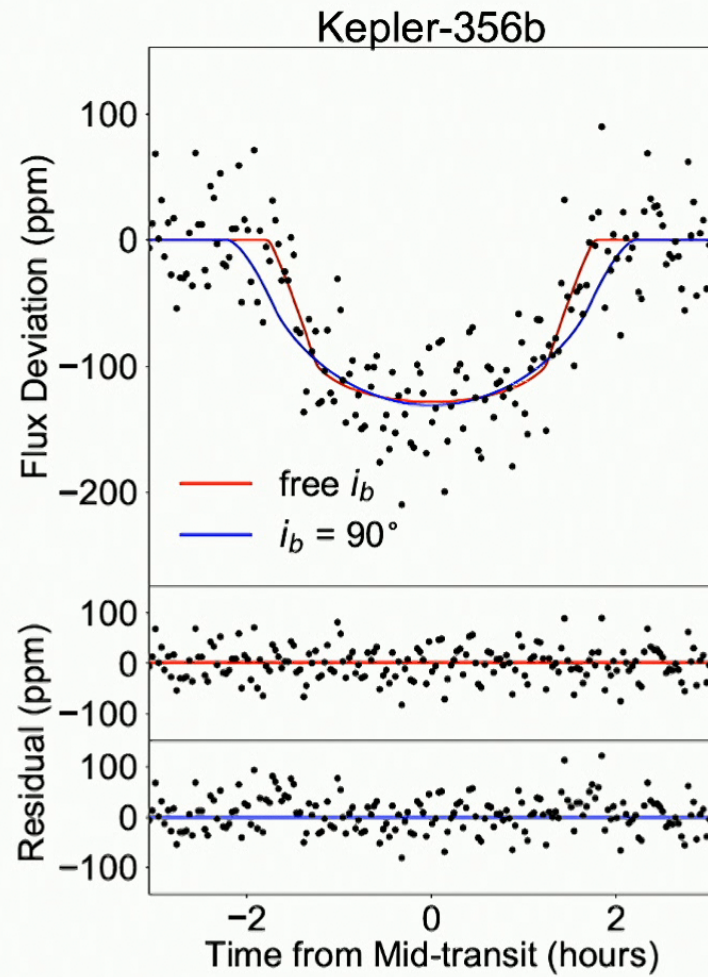 Kepler-356b
Flux Deviation (ppm)
100
0
−100
−200
free i_b
i_b = 90°
Residual (ppm)
100
0
−100
100
0
−100
−2
0
2
Time from Mid-transit (hours)